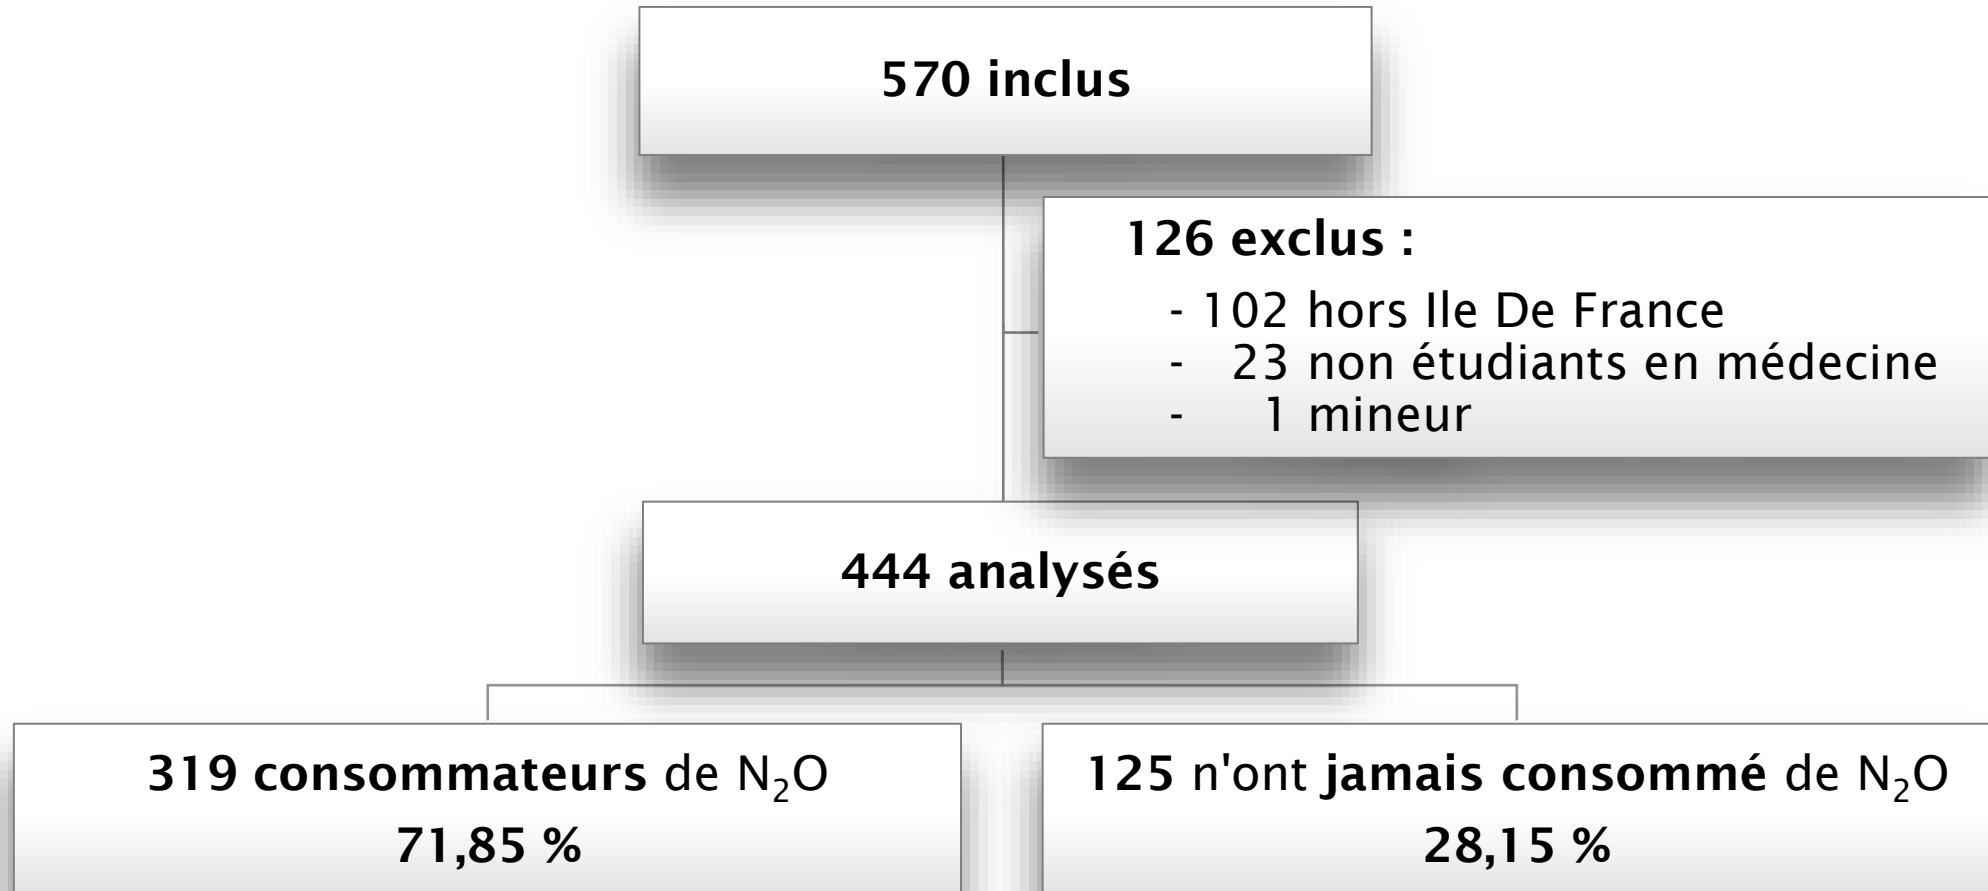 570 inclus
126 exclus :
- 102 hors Ile De France
- 23 non étudiants en médecine
- 1 mineur
444 analysés
319 consommateurs de N₂O
71,85 %
125 n'ont jamais consommé de N₂O
28,15 %